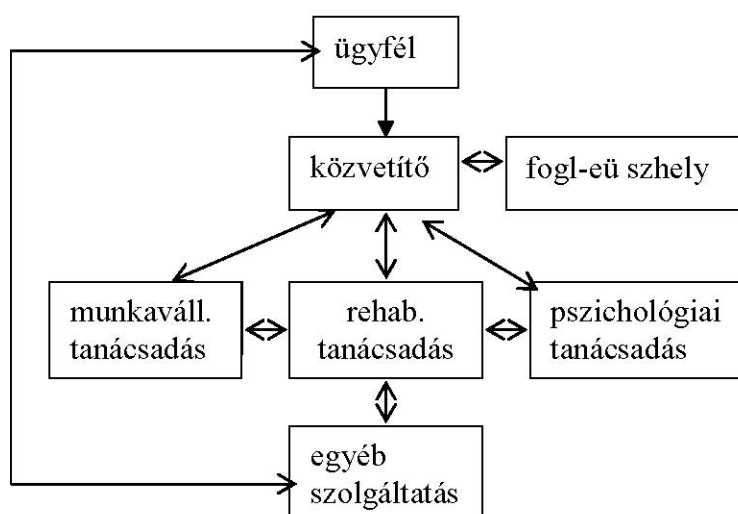 ügyfél
közvetítő
fogl-eü szhely
munkaváll.
tanácsadás
rehab.
tanácsadás
pszichológiai
tanácsadás
egyéb
szolgáltatás